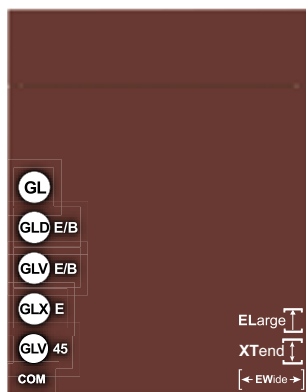 GL
GLD E/B
GLV E/B
GLX E
ELarge
GLV 45
XTend
COM
EWide